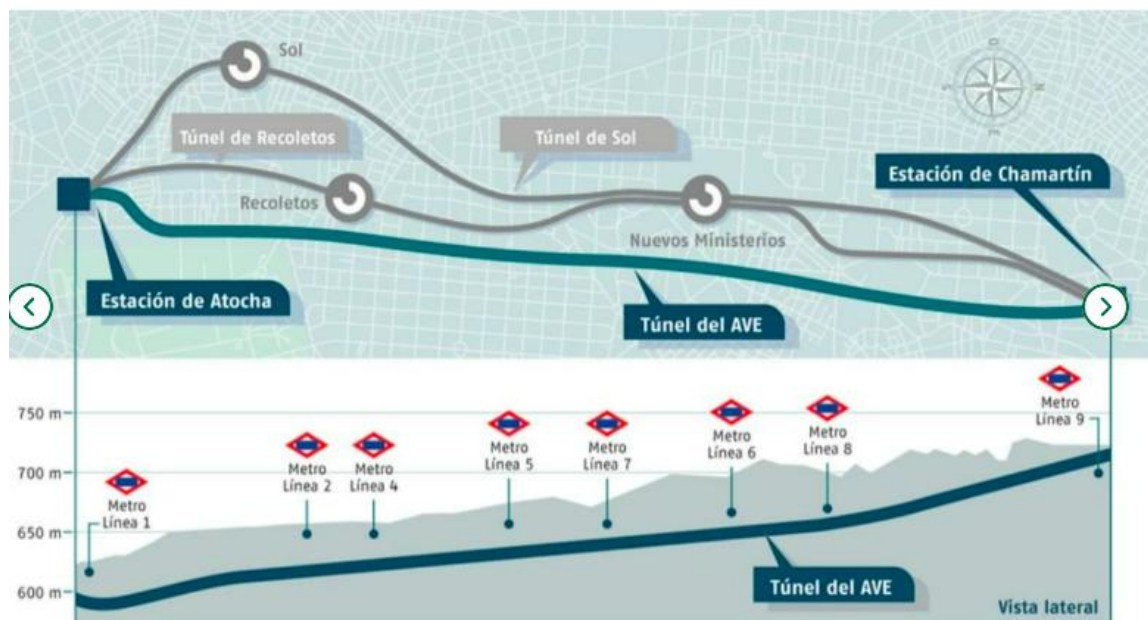 Sol
Túnel de Recoletos
Túnel de Sol
Estación de Chamartín
Recoletos
Nuevos Ministerios
Estación de Atocha
Túnel del AVE
O
S
N
E
750 m
700 m
650 m
600 m
Metro
Línea 1
Metro
Línea 2
Metro
Línea 4
Metro
Línea 5
Metro
Línea 7
Metro
Línea 6
Metro
Línea 8
Metro
Línea 9
Túnel del AVE
Vista lateral